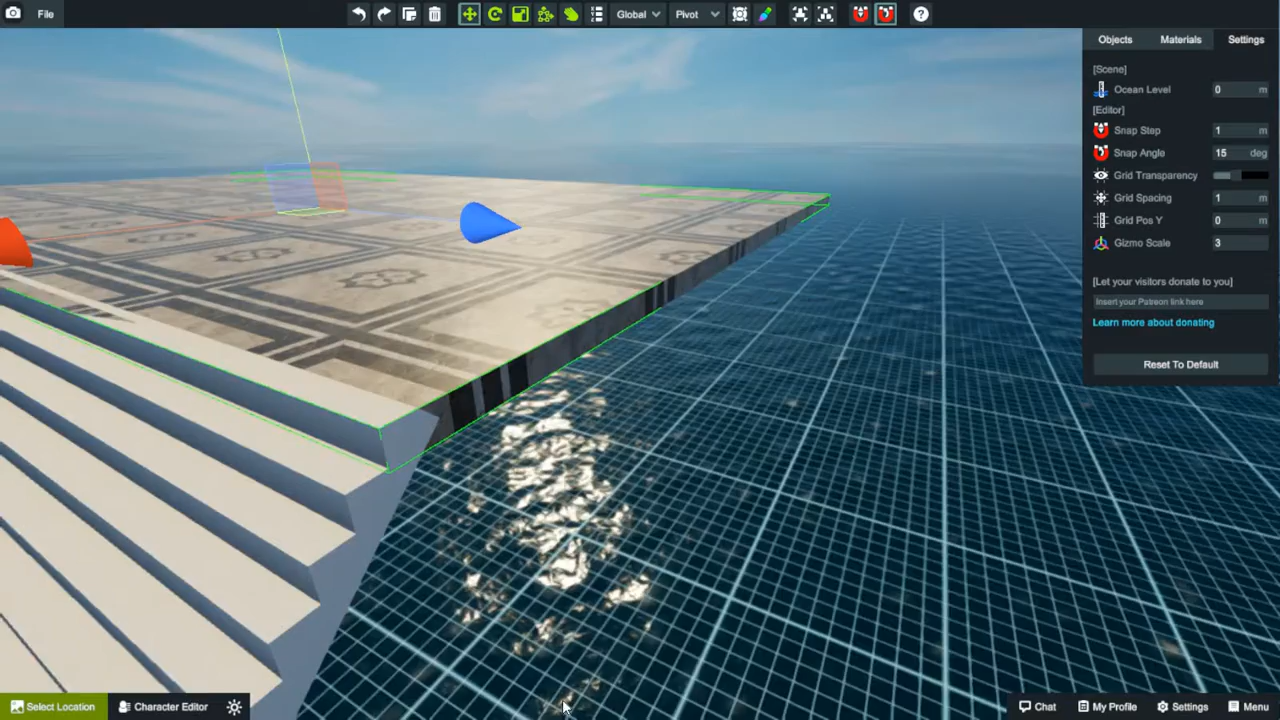 File
Global
Pivot
?
Objects Materials Settings
[Scene]
Ocean Level 0 m
[Editor]
Snap Step 1 m
Snap Angle 15 deg
Grid Transparency
Grid Spacing 1 m
Grid Pos Y 0 m
Gizmo Scale 3
[Let your visitors donate to you]
Insert your Patreon link here
Learn more about donating
Reset To Default
Select Location Character Editor
Chat My Profile Settings Menu